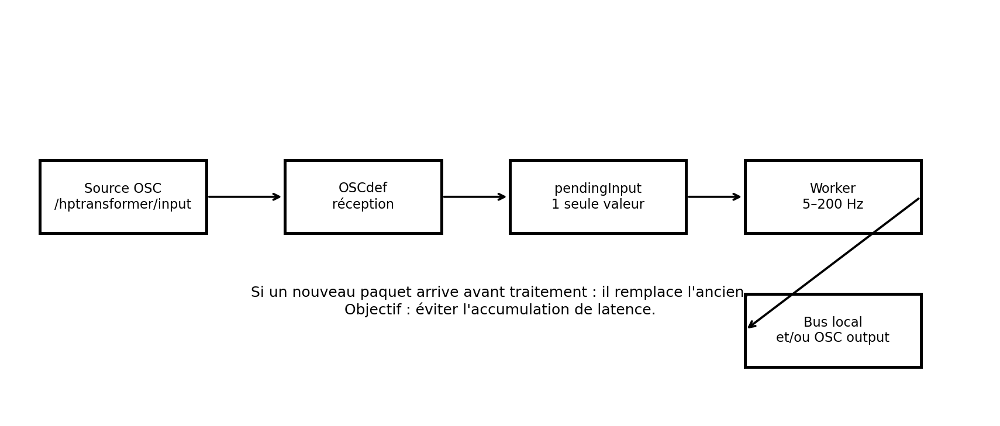 Source OSC
/hptransformer/input
OSCdef
réception
pendingInput
1 seule valeur
Worker
5–200 Hz
Si un nouveau paquet arrive avant traitement : il remplace l'ancien.
Objectif : éviter l'accumulation de latence.
Bus local
et/ou OSC output